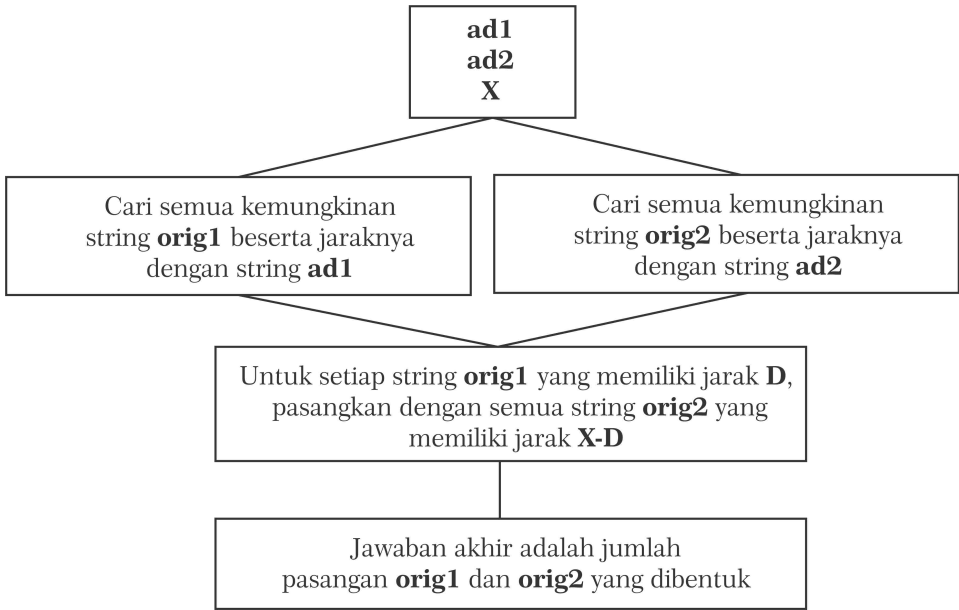 ad1
ad2
X
Cari semua kemungkinan
string orig1 beserta jaraknya
dengan string ad1
Cari semua kemungkinan
string orig2 beserta jaraknya
dengan string ad2
Untuk setiap string orig1 yang memiliki jarak D,
pasangkan dengan semua string orig2 yang
memiliki jarak X-D
Jawaban akhir adalah jumlah
pasangan orig1 dan orig2 yang dibentuk